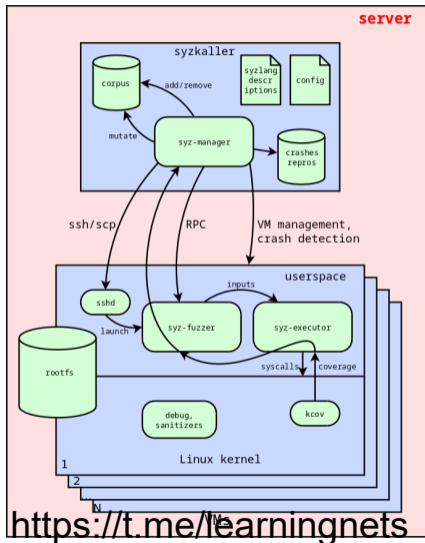 server
syzkaller
corpus
add/remove
syzlang
descr
iptions
config
mutate
syz-manager
crashes
repros
ssh/scp
RPC
VM management,
crash detection
userspace
sshd
inputs
launch
syz-fuzzer
syz-executor
rootfs
syscalls
coverage
debug,
sanitizers
kcov
Linux kernel
1
2
...
N
VMs
https://t.me/learningnets